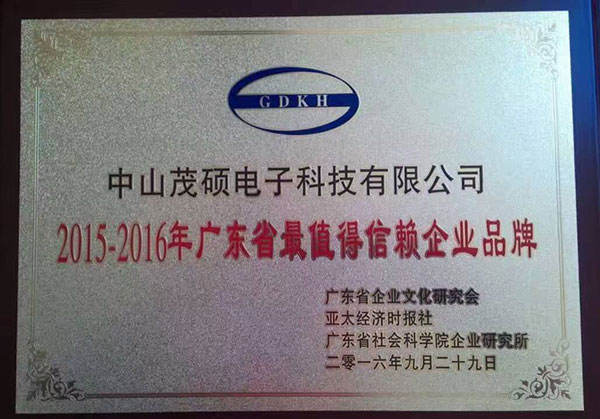 GDKH
中山茂硕电子科技有限公司
2015-2016年广东省最值得信赖企业品牌
广东省企业文化研究会
亚太经济时报社
广东省社会科学院企业研究所
二零一六年九月二十九日